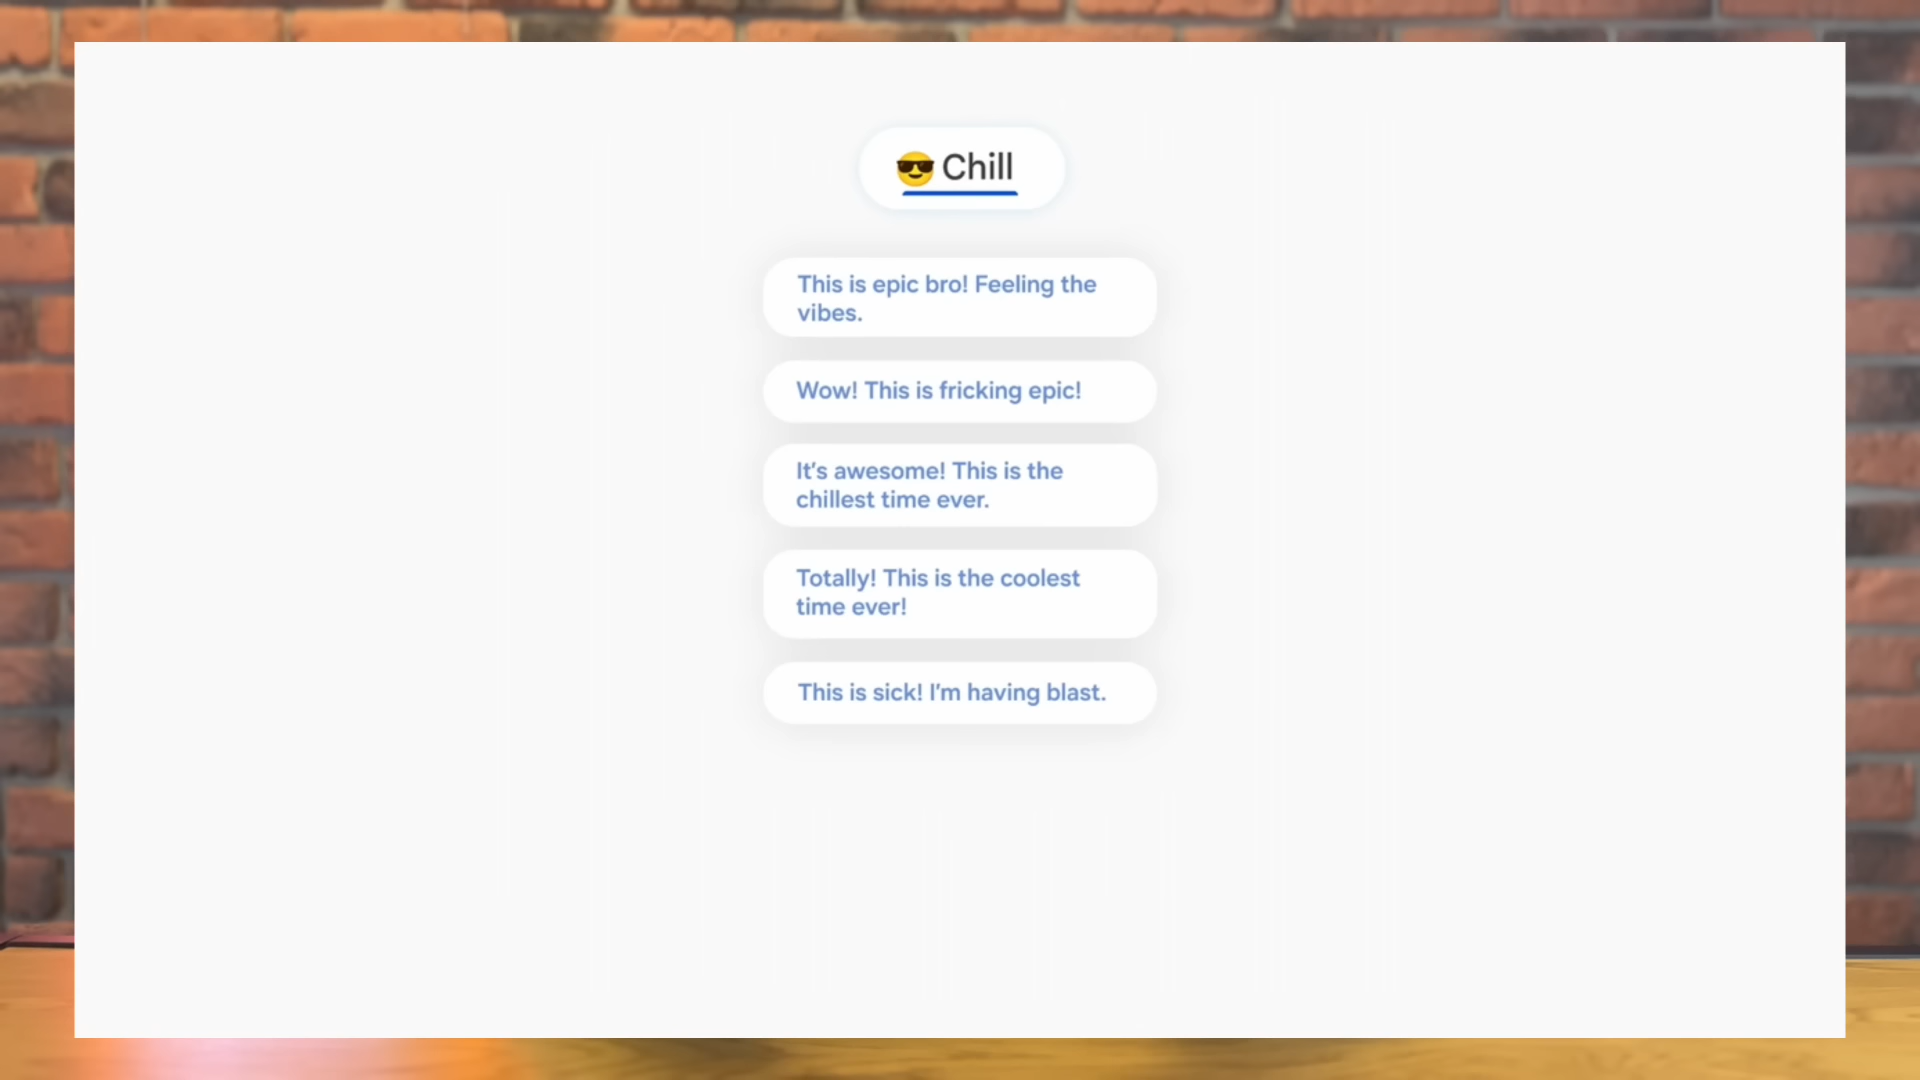 😎 Chill
This is epic bro! Feeling the
vibes.
Wow! This is fricking epic!
It's awesome! This is the
chillest time ever.
Totally! This is the coolest
time ever!
This is sick! I'm having blast.